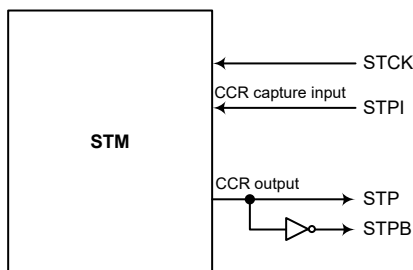 STCK
CCR capture input
STPI
STM
CCR output
STP
STPB